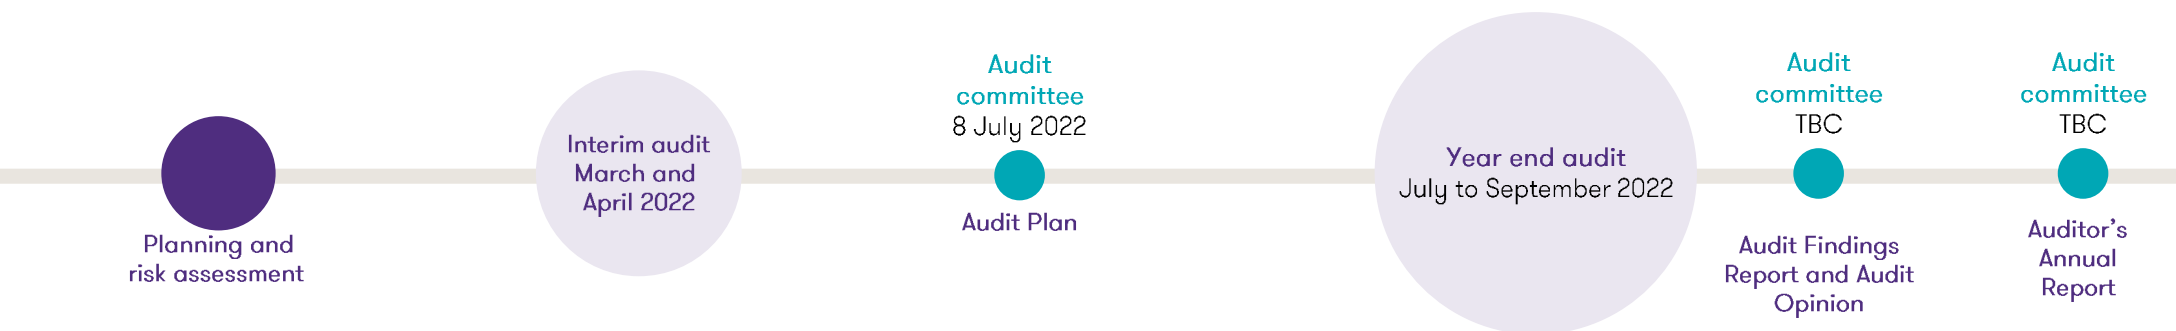 Planning and
risk assessment
Interim audit
March and
April 2022
Audit
committee
8 July 2022
Audit Plan
Year end audit
July to September 2022
Audit
committee
TBC
Audit Findings
Report and Audit
Opinion
Audit
committee
TBC
Auditor’s
Annual
Report